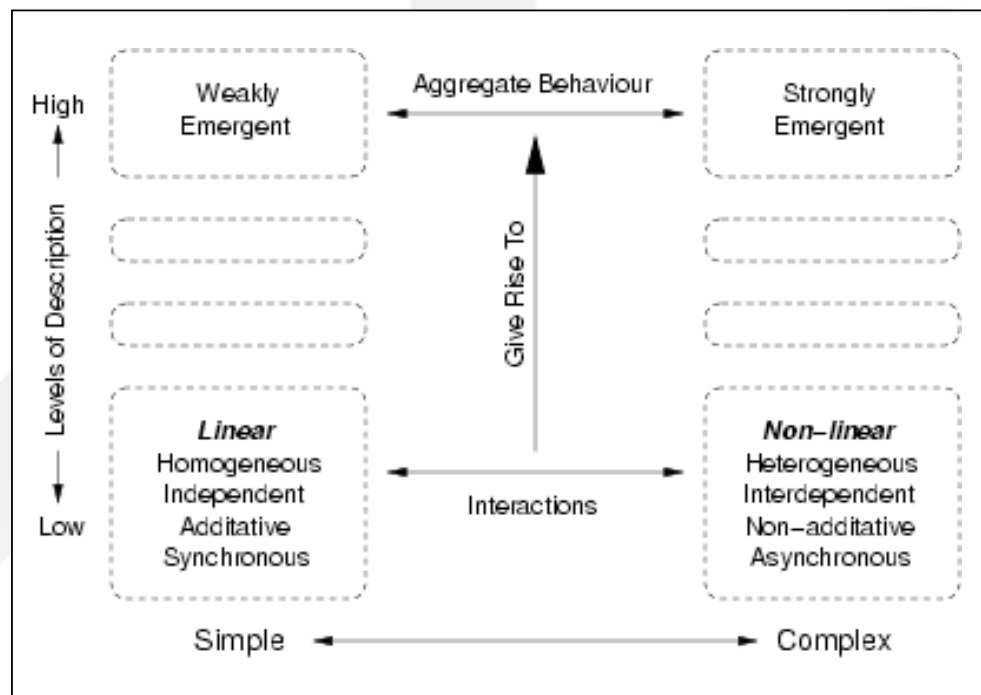 High
Levels of Description
Low
Weakly
Emergent
Aggregate Behaviour
Strongly
Emergent
Give Rise To
Linear
Homogeneous
Independent
Additative
Synchronous
Interactions
Non-linear
Heterogeneous
Interdependent
Non-additative
Asynchronous
Simple
Complex